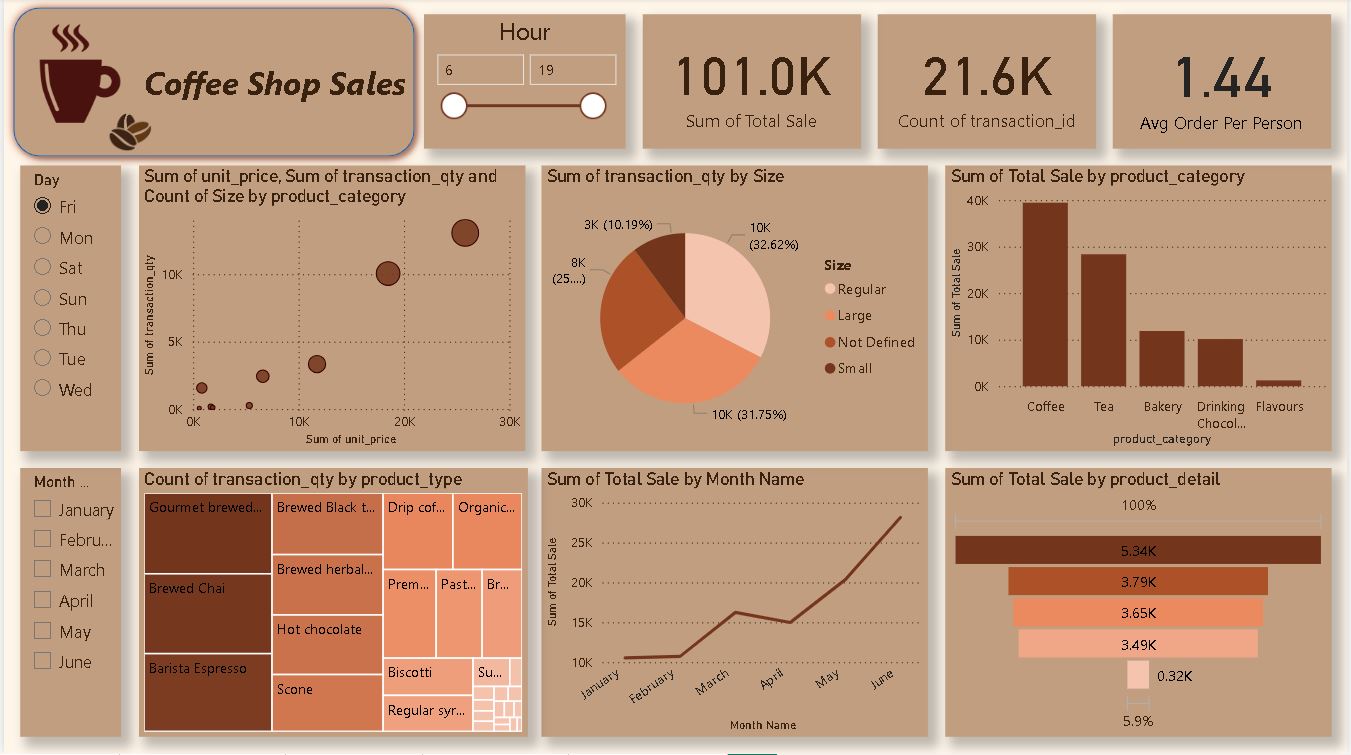 Coffee Shop Sales
Hour
6
19
101.0K
Sum of Total Sale
21.6K
Count of transaction_id
1.44
Avg Order Per Person
Day
Fri
Mon
Sat
Sun
Thu
Tue
Wed
Sum of unit_price, Sum of transaction_qty and
Count of Size by product_category
Sum of transaction_qty
10K
5K
0K
0K
10K
20K
30K
Sum of unit_price
Sum of transaction_qty by Size
3K (10.19%)
10K
(32.62%)
8K
(25....)
10K (31.75%)
Size
Regular
Large
Not Defined
Small
Sum of Total Sale by product_category
Sum of Total Sale
40K
30K
20K
10K
0K
Coffee
Tea
Bakery
Drinking
Chocol...
Flavours
product_category
Month ...
January
Febru...
March
April
May
June
Count of transaction_qty by product_type
Gourmet brewed...
Brewed Chai
Barista Espresso
Brewed Black t...
Brewed herbal...
Hot chocolate
Scone
Drip cof...
Organic...
Prem...
Past...
Br...
Biscotti
Su...
Regular syr...
Sum of Total Sale by Month Name
Sum of Total Sale
30K
25K
20K
15K
10K
January
February
March
April
May
June
Month Name
Sum of Total Sale by product_detail
100%
5.34K
3.79K
3.65K
3.49K
0.32K
5.9%